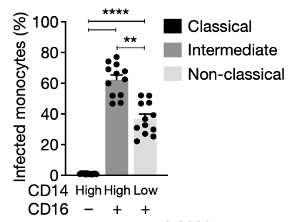 100
80
60
40
20
0
Infected monocytes (%)
****
**
Classical
Intermediate
Non-classical
CD14 High High Low
CD16 − + +